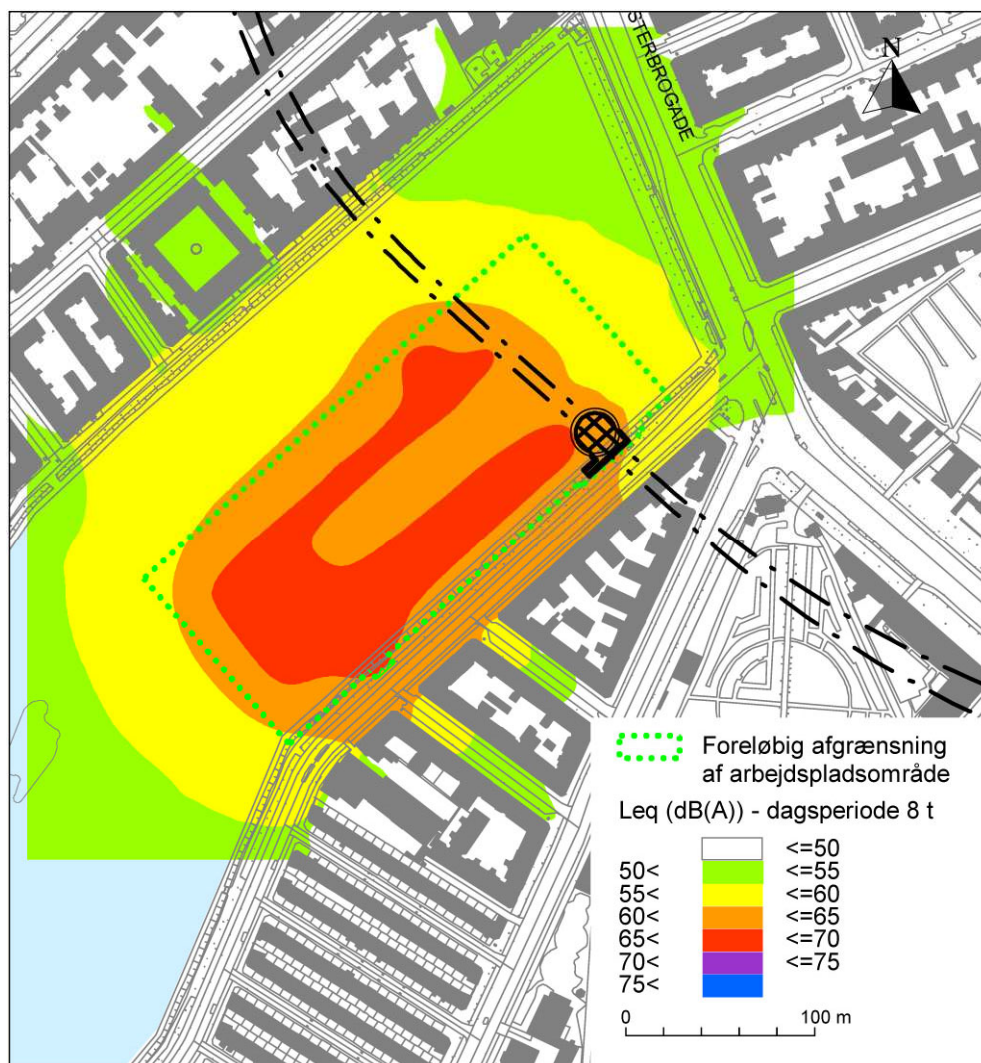 STERBROGADE
N
Foreløbig afgrænsning
af arbejdspladsområde
Leq (dB(A)) - dagsperiode 8 t
<=50
50< <=55
55< <=60
60< <=65
65< <=70
70< <=75
75<
0 100 m